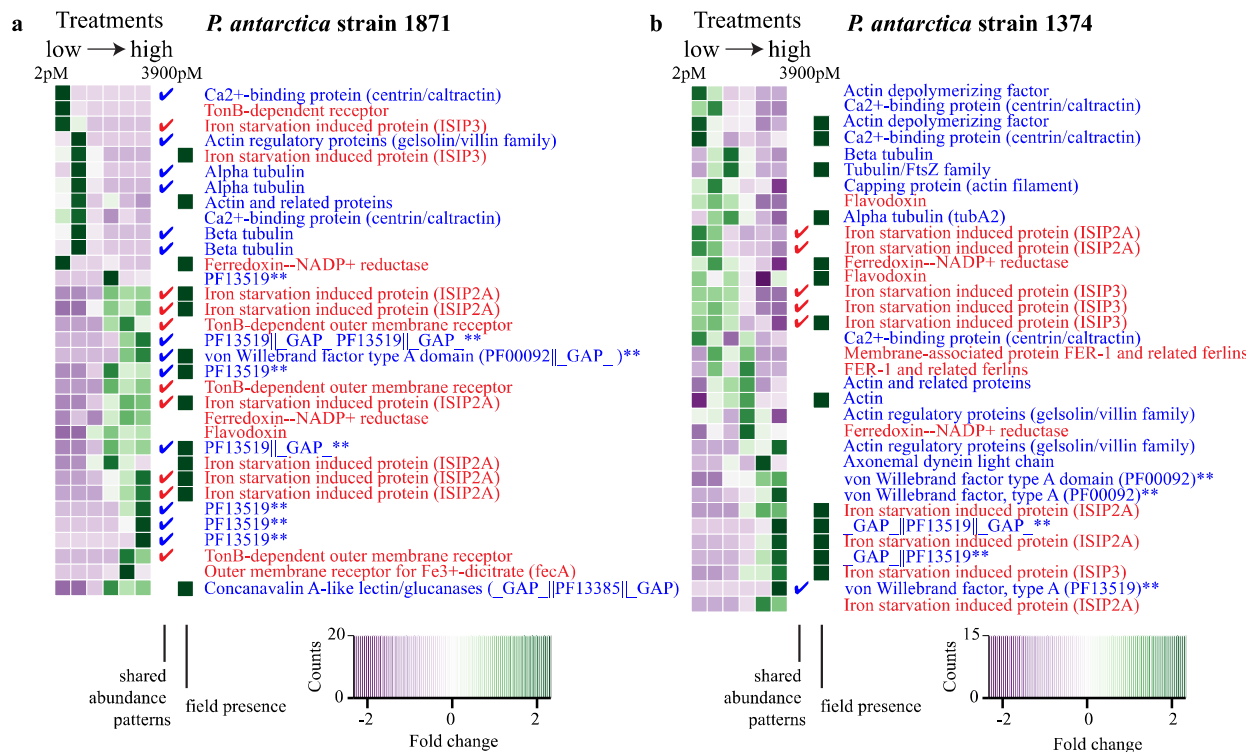 a
Treatments
P. antarctica strain 1871
low → high
2pM
3900pM
Ca2+-binding protein (centrin/caltractin)
TonB-dependent receptor
Iron starvation induced protein (ISIP3)
Actin regulatory proteins (gelsolin/villin family)
Iron starvation induced protein (ISIP3)
Alpha tubulin
Alpha tubulin
Actin and related proteins
Ca2+-binding protein (centrin/caltractin)
Beta tubulin
Beta tubulin
Ferredoxin--NADP+ reductase
PF13519**
Iron starvation induced protein (ISIP2A)
Iron starvation induced protein (ISIP2A)
TonB-dependent outer membrane receptor
PF13519||_GAP_ PF13519||_GAP_**
von Willebrand factor type A domain (PF00092||_GAP_)**
PF13519**
TonB-dependent outer membrane receptor
Iron starvation induced protein (ISIP2A)
Ferredoxin--NADP+ reductase
Flavodoxin
PF13519||_GAP_**
Iron starvation induced protein (ISIP2A)
Iron starvation induced protein (ISIP2A)
Iron starvation induced protein (ISIP2A)
PF13519**
PF13519**
PF13519**
TonB-dependent outer membrane receptor
Outer membrane receptor for Fe3+-dicitrate (fecA)
Concanavalin A-like lectin/glucanases (_GAP_||PF13385||_GAP)
shared
abundance
patterns
field presence
20
Counts
0
-2
0
2
Fold change
b
Treatments
P. antarctica strain 1374
low → high
2pM
3900pM
Actin depolymerizing factor
Ca2+-binding protein (centrin/caltractin)
Actin depolymerizing factor
Ca2+-binding protein (centrin/caltractin)
Beta tubulin
Tubulin/FtsZ family
Capping protein (actin filament)
Flavodoxin
Alpha tubulin (tubA2)
Iron starvation induced protein (ISIP2A)
Iron starvation induced protein (ISIP2A)
Ferredoxin--NADP+ reductase
Flavodoxin
Iron starvation induced protein (ISIP3)
Iron starvation induced protein (ISIP3)
Iron starvation induced protein (ISIP3)
Ca2+-binding protein (centrin/caltractin)
Membrane-associated protein FER-1 and related ferlins
FER-1 and related ferlins
Actin and related proteins
Actin
Actin regulatory proteins (gelsolin/villin family)
Ferredoxin--NADP+ reductase
Actin regulatory proteins (gelsolin/villin family)
Axonemal dynein light chain
von Willebrand factor type A domain (PF00092)**
von Willebrand factor, type A (PF00092)**
Iron starvation induced protein (ISIP2A)
_GAP_||PF13519||_GAP_**
Iron starvation induced protein (ISIP2A)
_GAP_||PF13519**
Iron starvation induced protein (ISIP3)
von Willebrand factor, type A (PF13519)**
Iron starvation induced protein (ISIP2A)
shared
abundance
patterns
field presence
15
Counts
0
-2
0
2
Fold change